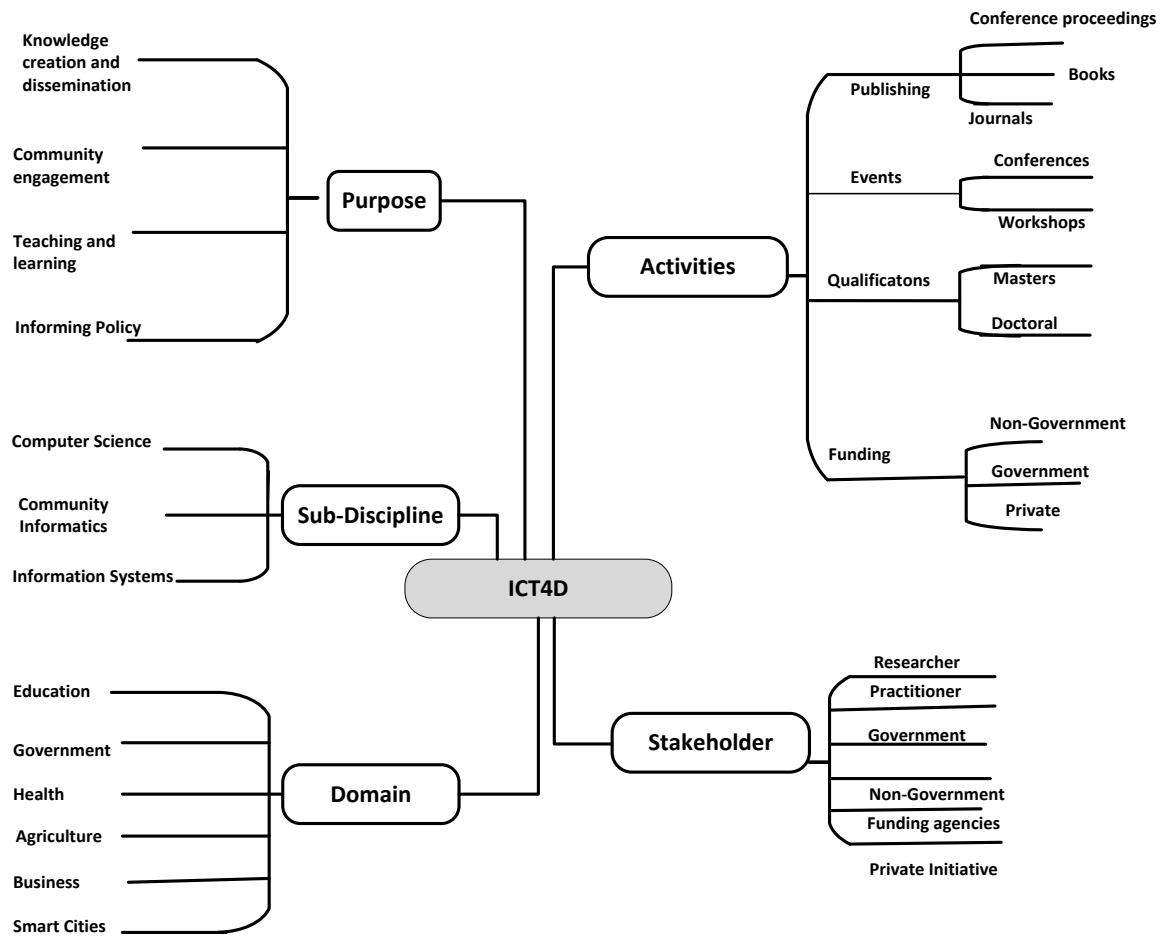 Knowledge
creation and
dissemination
Community
engagement
Teaching and
learning
Informing Policy
Purpose
Computer Science
Community
Informatics
Information Systems
Sub-Discipline
ICT4D
Education
Government
Health
Agriculture
Business
Smart Cities
Domain
Activities
Publishing
Conference proceedings
Books
Journals
Events
Conferences
Workshops
Qualificatons
Masters
Doctoral
Funding
Non-Government
Government
Private
Stakeholder
Researcher
Practitioner
Government
Non-Government
Funding agencies
Private Initiative